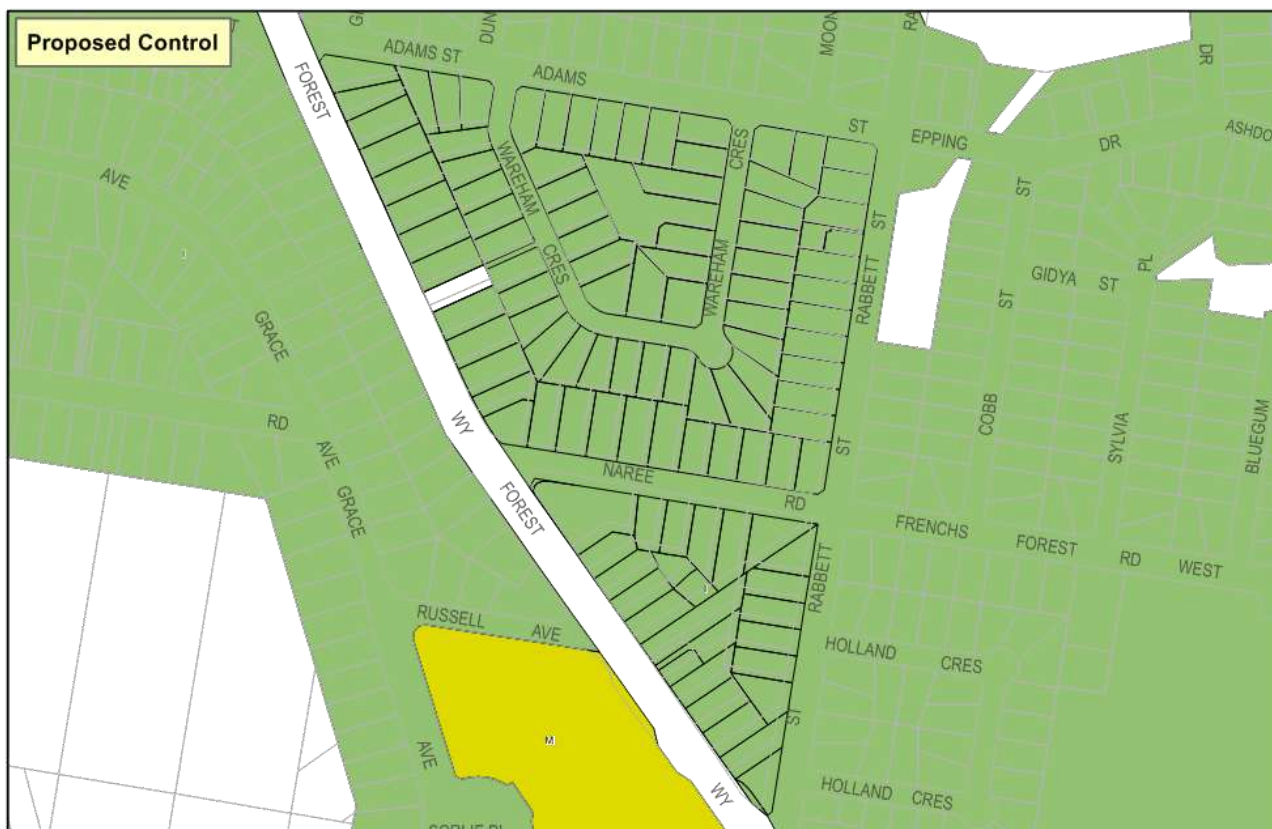 Proposed Control
ADAMS ST
ADAMS
ST
MOON
DUN
DR
EPPING
DR
ASHDO
FOREST
AVE
WAREHAM
CRES
CRES
WAREHAM
ST
RABBETT
ST
ST
GIDYA ST
PL
GRACE
AVE
RD
WY
GRACE
COBB
SYLVIA
BLUEGUM
ST
NAREE
RD
FOREST
FRENCHS FOREST RD WEST
RABBETT
ST
RUSSELL AVE
HOLLAND CRES
M
AVE
WY
HOLLAND CRES